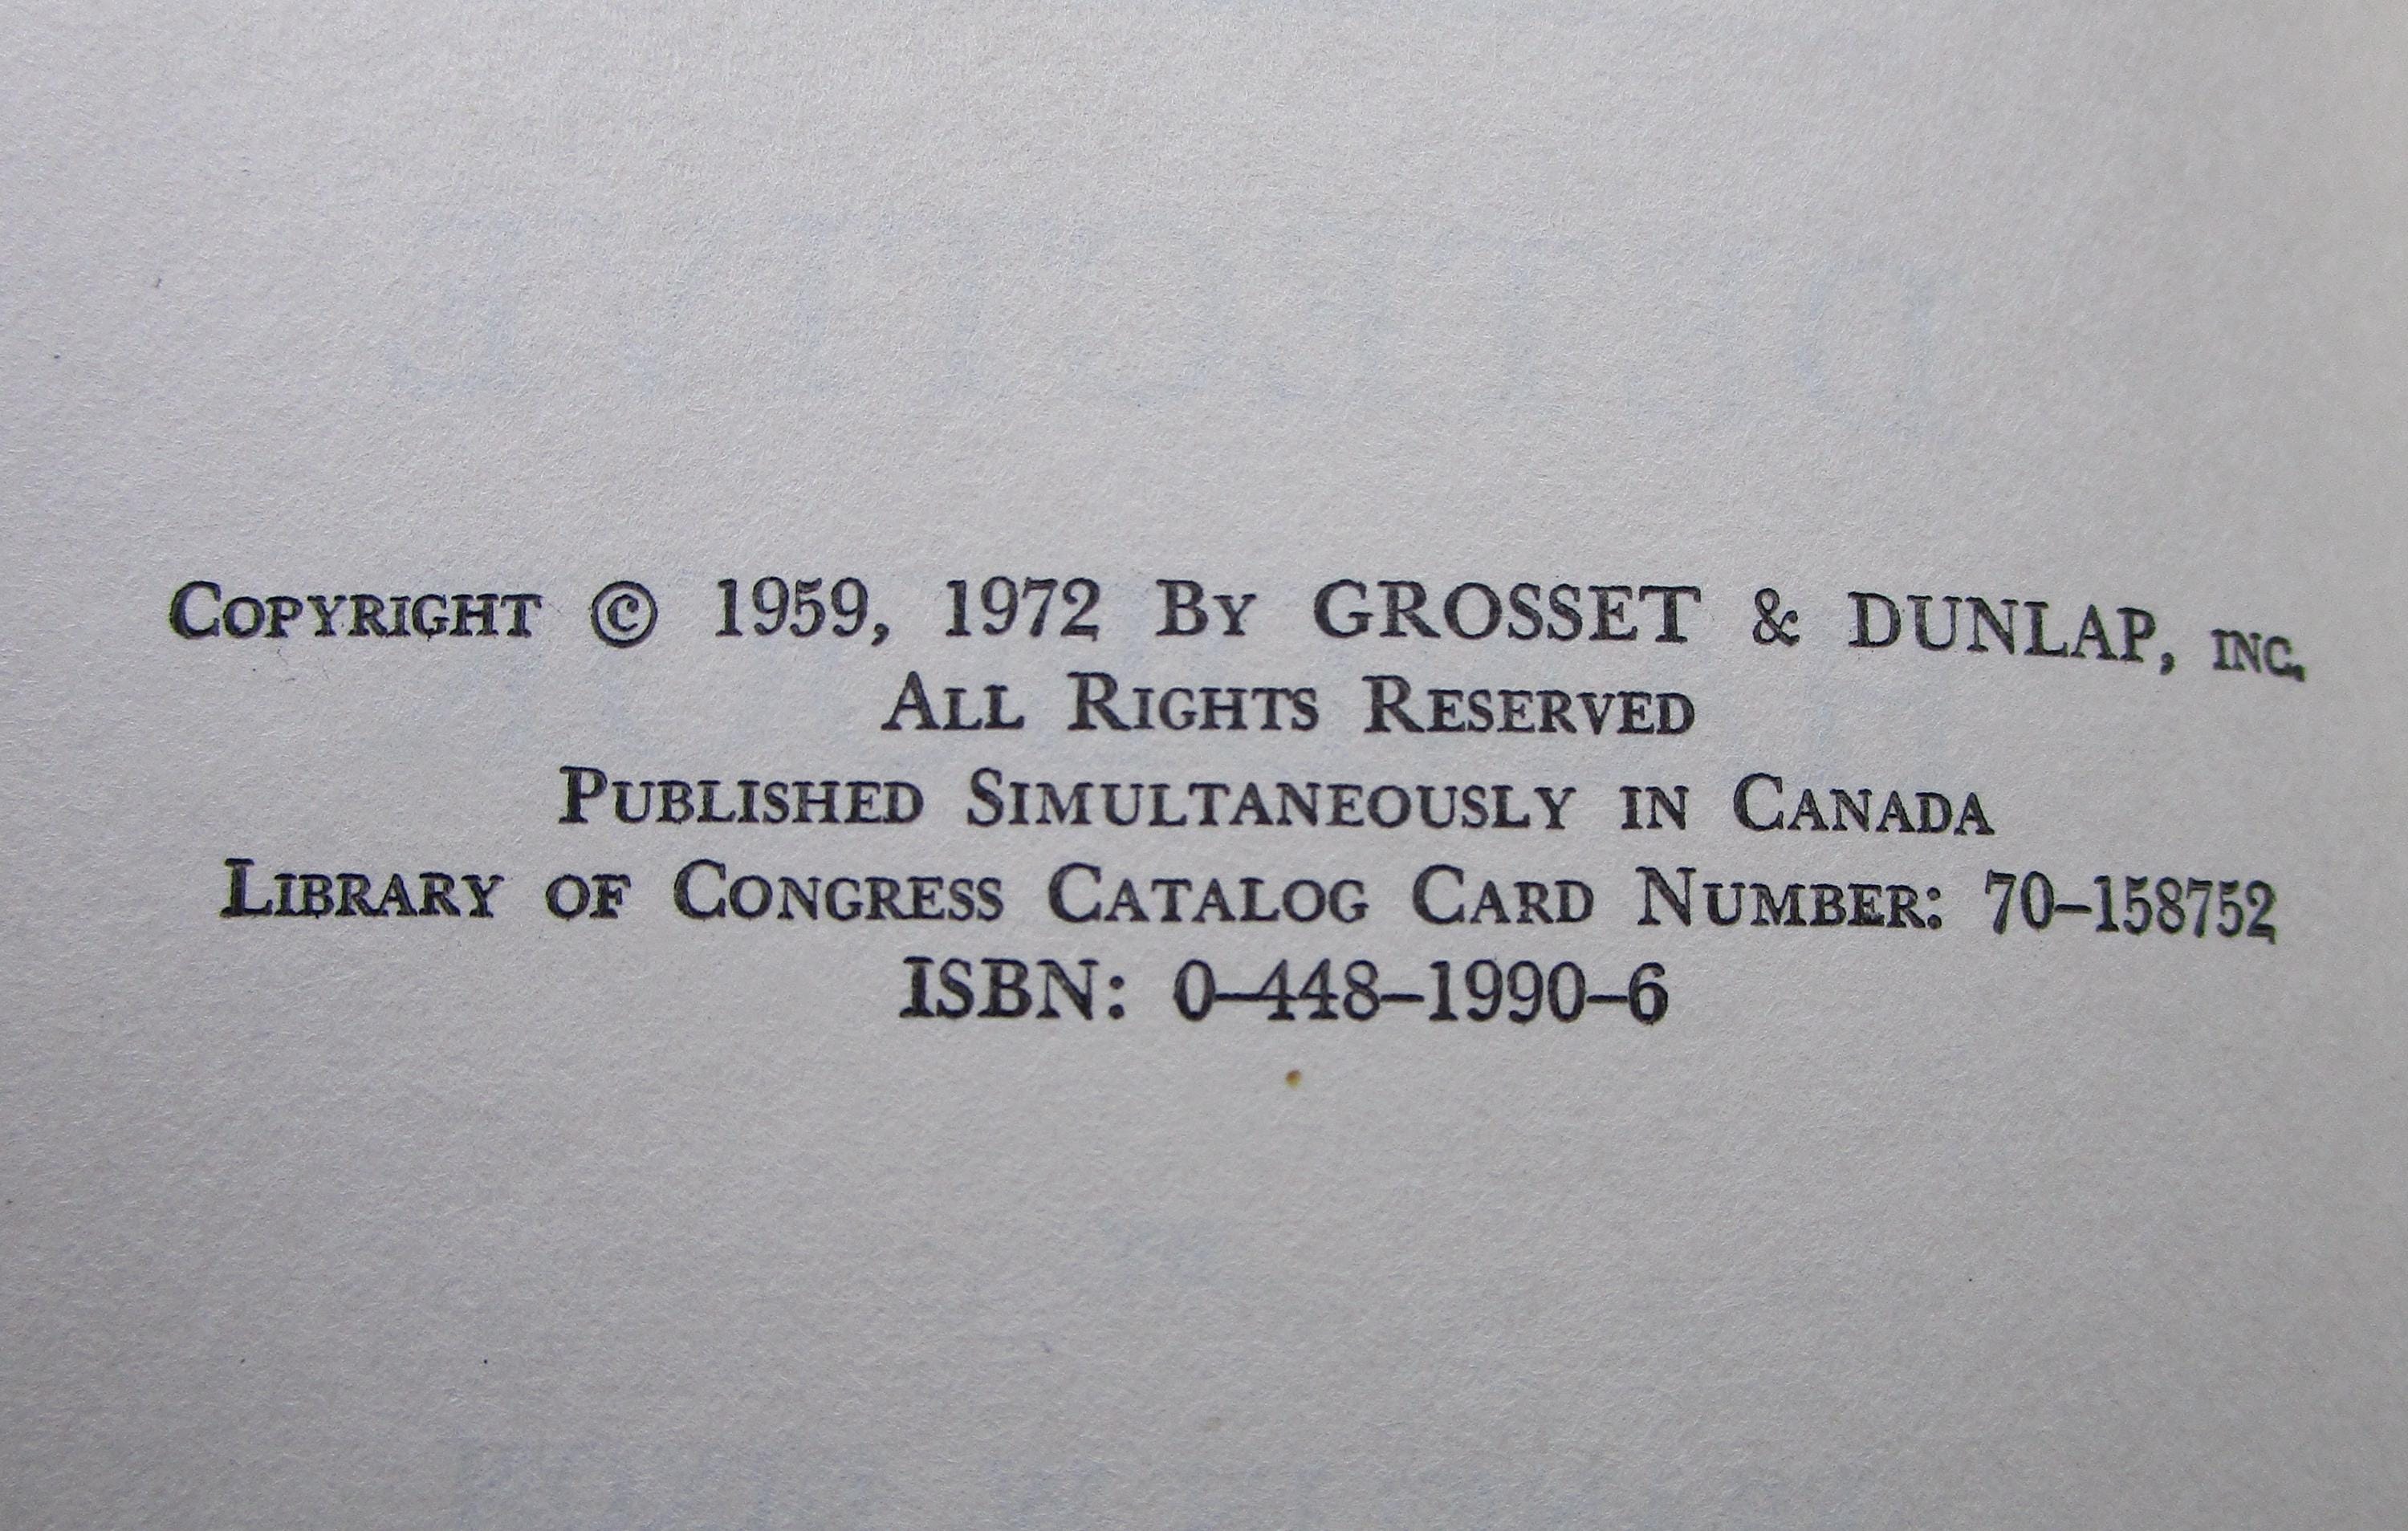 Copyright © 1959, 1972 By GROSSET & DUNLAP, INC.
All Rights Reserved
Published Simultaneously in Canada
Library of Congress Catalog Card Number: 70–158752
ISBN: 0–448–1990–6